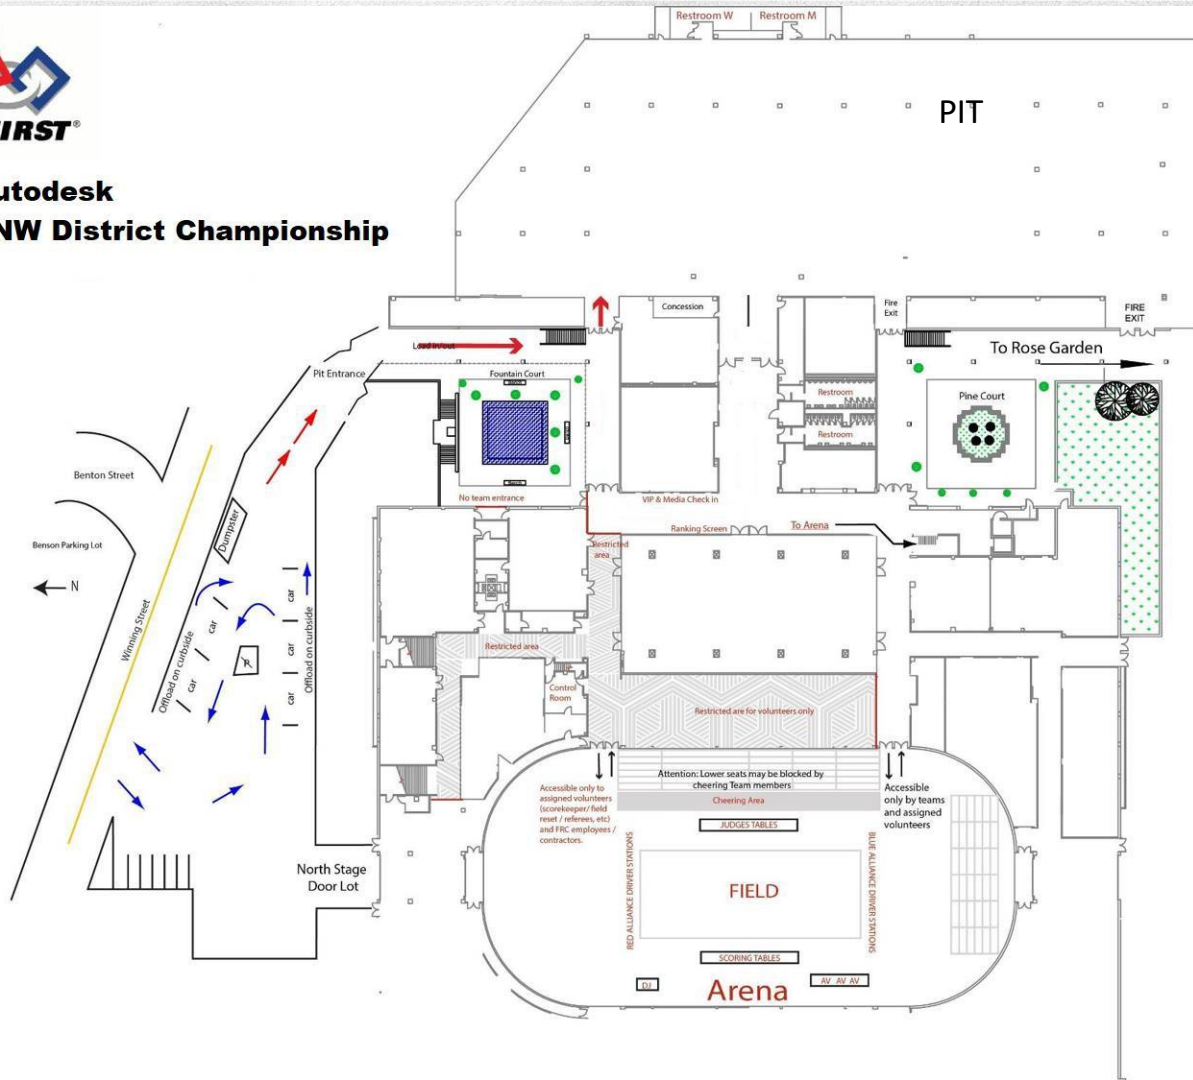 Restroom W
Restroom M
PIT
IRST®
utodesk
NW District Championship
Concession
Fire
Exit
FIRE
EXIT
To Rose Garden
Load in/out
Pit Entrance
Fountain Court
Pine Court
Restroom
Restroom
Benton Street
No team entrance
VIP & Media Check in
Ranking Screen
To Arena
Dumpster
Benson Parking Lot
Restricted
area
N
car
car
car
car
car
Winning Street
Offload on curbside
Offload on curbside
P.
Restricted area
Control
Room
Restricted are for volunteers only
Attention: Lower seats may be blocked by
cheering Team members
Cheering Area
Accessible only to
assigned volunteers
(scorekeeper/ field
reset / referees, etc)
and FRC employees /
contractors.
Accessible
only by teams
and assigned
volunteers
JUDGES TABLES
RED ALLIANCE DRIVER STATIONS
FIELD
BLUE ALLIANCE DRIVER STATIONS
North Stage
Door Lot
SCORING TABLES
DJ
Arena
AV AV AV